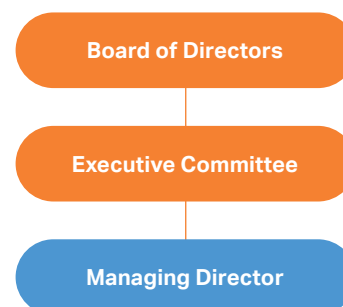 Board of Directors
Executive Committee
Managing Director